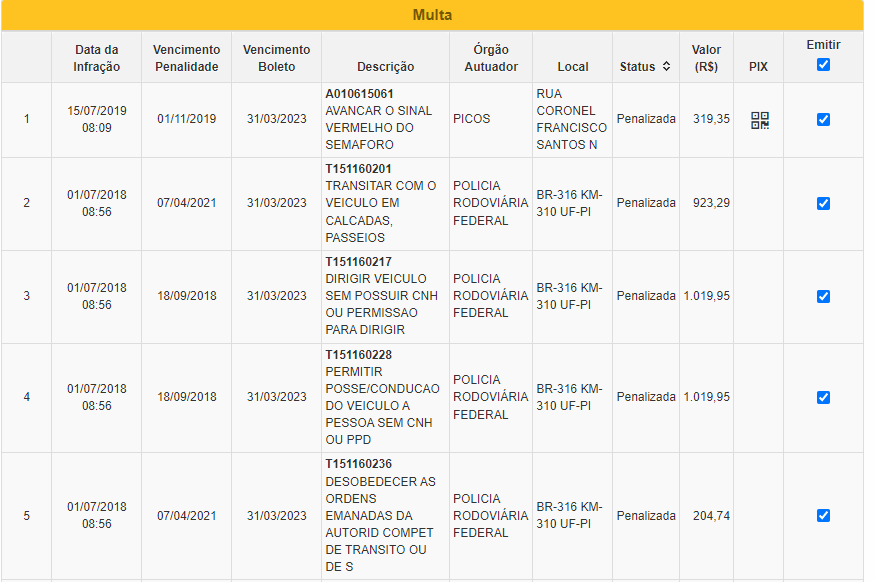 Multa
Data da Infração
Vencimento Penalidade
Vencimento Boleto
Descrição
Órgão Autuador
Local
Status
Valor (R$)
PIX
Emitir
1
15/07/2019
08:09
01/11/2019
31/03/2023
A010615061
AVANCAR O SINAL
VERMELHO DO
SEMAFORO
PICOS
RUA
CORONEL
FRANCISCO
SANTOS N
Penalizada
319,35
2
01/07/2018
08:56
07/04/2021
31/03/2023
T151160201
TRANSITAR COM O
VEICULO EM
CALCADAS,
PASSEIOS
POLICIA
RODOVIÁRIA
FEDERAL
BR-316 KM-
310 UF-PI
Penalizada
923,29
3
01/07/2018
08:56
18/09/2018
31/03/2023
T151160217
DIRIGIR VEICULO
SEM POSSUIR CNH
OU PERMISSAO
PARA DIRIGIR
POLICIA
RODOVIÁRIA
FEDERAL
BR-316 KM-
310 UF-PI
Penalizada
1.019,95
4
01/07/2018
08:56
18/09/2018
31/03/2023
T151160228
PERMITIR
POSSE/CONDUCAO
DO VEICULO A
PESSOA SEM CNH
OU PPD
POLICIA
RODOVIÁRIA
FEDERAL
BR-316 KM-
310 UF-PI
Penalizada
1.019,95
5
01/07/2018
08:56
07/04/2021
31/03/2023
T151160236
DESOBEDECER AS
ORDENS
EMANADAS DA
AUTORID COMPET
DE TRANSITO OU
DE S
POLICIA
RODOVIÁRIA
FEDERAL
BR-316 KM-
310 UF-PI
Penalizada
204,74